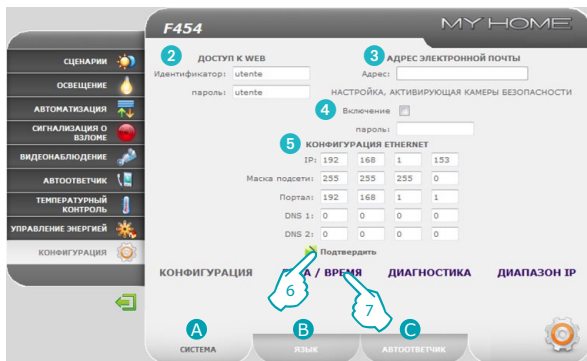 F454
MY HOME
СЦЕНАРИИ
ОСВЕЩЕНИЕ
АВТОМАТИЗАЦИЯ
СИГНАЛИЗАЦИЯ О
ВЗЛОМЕ
ВИДЕОНАБЛЮДЕНИЕ
АВТООТВЕТЧИК
ТЕМПЕРАТУРНЫЙ
КОНТРОЛЬ
УПРАВЛЕНИЕ ЭНЕРГИЕЙ
КОНФИГУРАЦИЯ
2 ДОСТУП К WEB
Идентификатор: utente
пароль: utente
3 АДРЕС ЭЛЕКТРОННОЙ ПОЧТЫ
Адрес:
НАСТРОЙКА, АКТИВИРУЮЩАЯ КАМЕРЫ БЕЗОПАСНОСТИ
4 Включение
пароль:
5 КОНФИГУРАЦИЯ ETHERNET
IP: 192 168 1 153
Маска подсети: 255 255 255 0
Портал: 192 168 1 1
DNS 1: 0 0 0 0
DNS 2: 0 0 0 0
Подтвердить
КОНФИГУРАЦИЯ / ВРЕМЯ ДИАГНОСТИКА ДИАПАЗОН IP
6
7
A B C
СИСТЕМА ЯЗЫК АВТООТВЕТЧИК